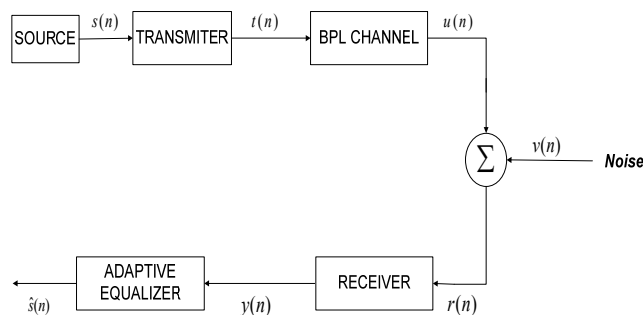 s(n) t(n) u(n)
SOURCE TRANSMITER BPL CHANNEL
Σ v(n) Noise
ADAPTIVE
EQUALIZER RECEIVER
ŝ(n) y(n) r(n)